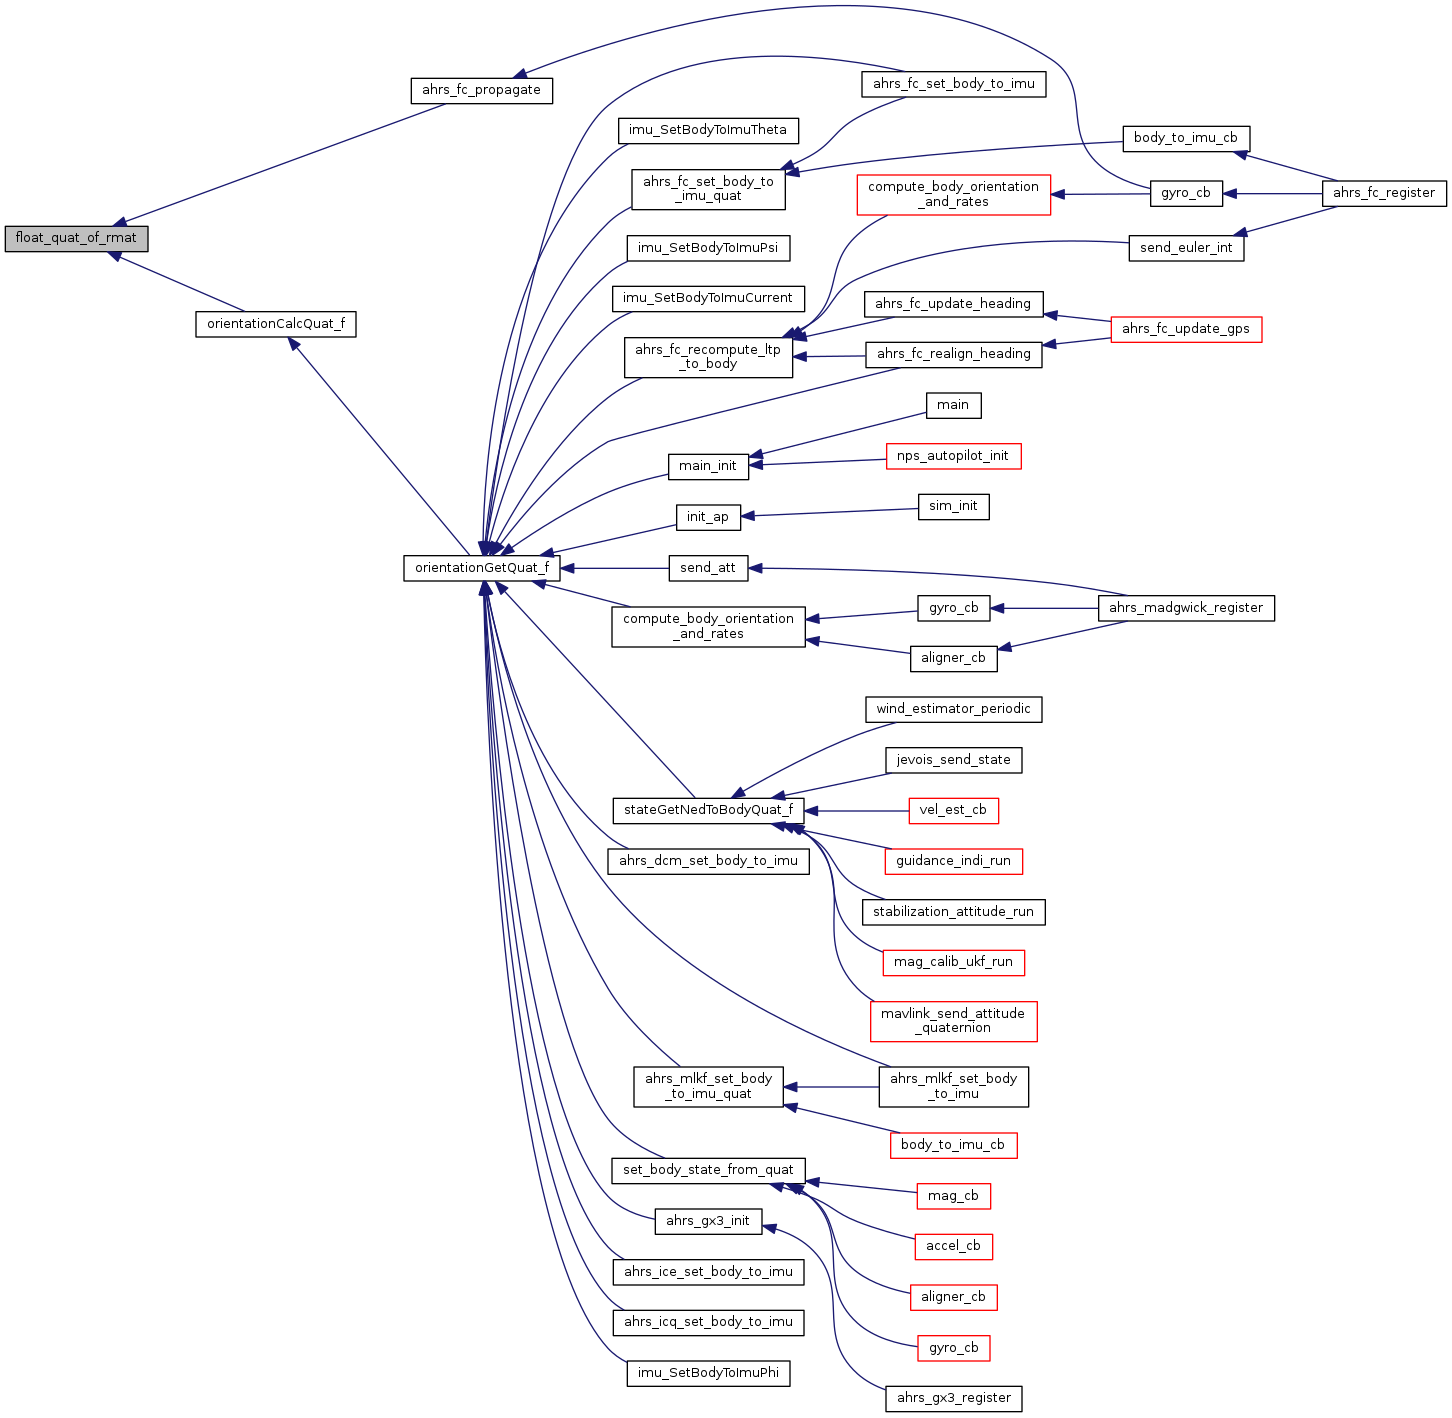 float_quat_of_rmat
ahrs_fc_propagate
orientationCalcQuat_f
orientationGetQuat_f
ahrs_fc_set_body_to_imu
imu_SetBodyToImuTheta
ahrs_fc_set_body_to
_imu_quat
body_to_imu_cb
compute_body_orientation
_and_rates
gyro_cb
ahrs_fc_register
imu_SetBodyToImuPsi
send_euler_int
imu_SetBodyToImuCurrent
ahrs_fc_update_heading
ahrs_fc_recompute_ltp
_to_body
ahrs_fc_realign_heading
ahrs_fc_update_gps
main
main_init
nps_autopilot_init
init_ap
sim_init
send_att
compute_body_orientation
_and_rates
gyro_cb
aligner_cb
ahrs_madgwick_register
wind_estimator_periodic
jevois_send_state
stateGetNedToBodyQuat_f
vel_est_cb
ahrs_dcm_set_body_to_imu
guidance_indi_run
stabilization_attitude_run
mag_calib_ukf_run
mavlink_send_attitude
_quaternion
ahrs_mlkf_set_body
_to_imu_quat
ahrs_mlkf_set_body
_to_imu
body_to_imu_cb
set_body_state_from_quat
mag_cb
ahrs_gx3_init
accel_cb
ahrs_ice_set_body_to_imu
aligner_cb
ahrs_icq_set_body_to_imu
gyro_cb
imu_SetBodyToImuPhi
ahrs_gx3_register